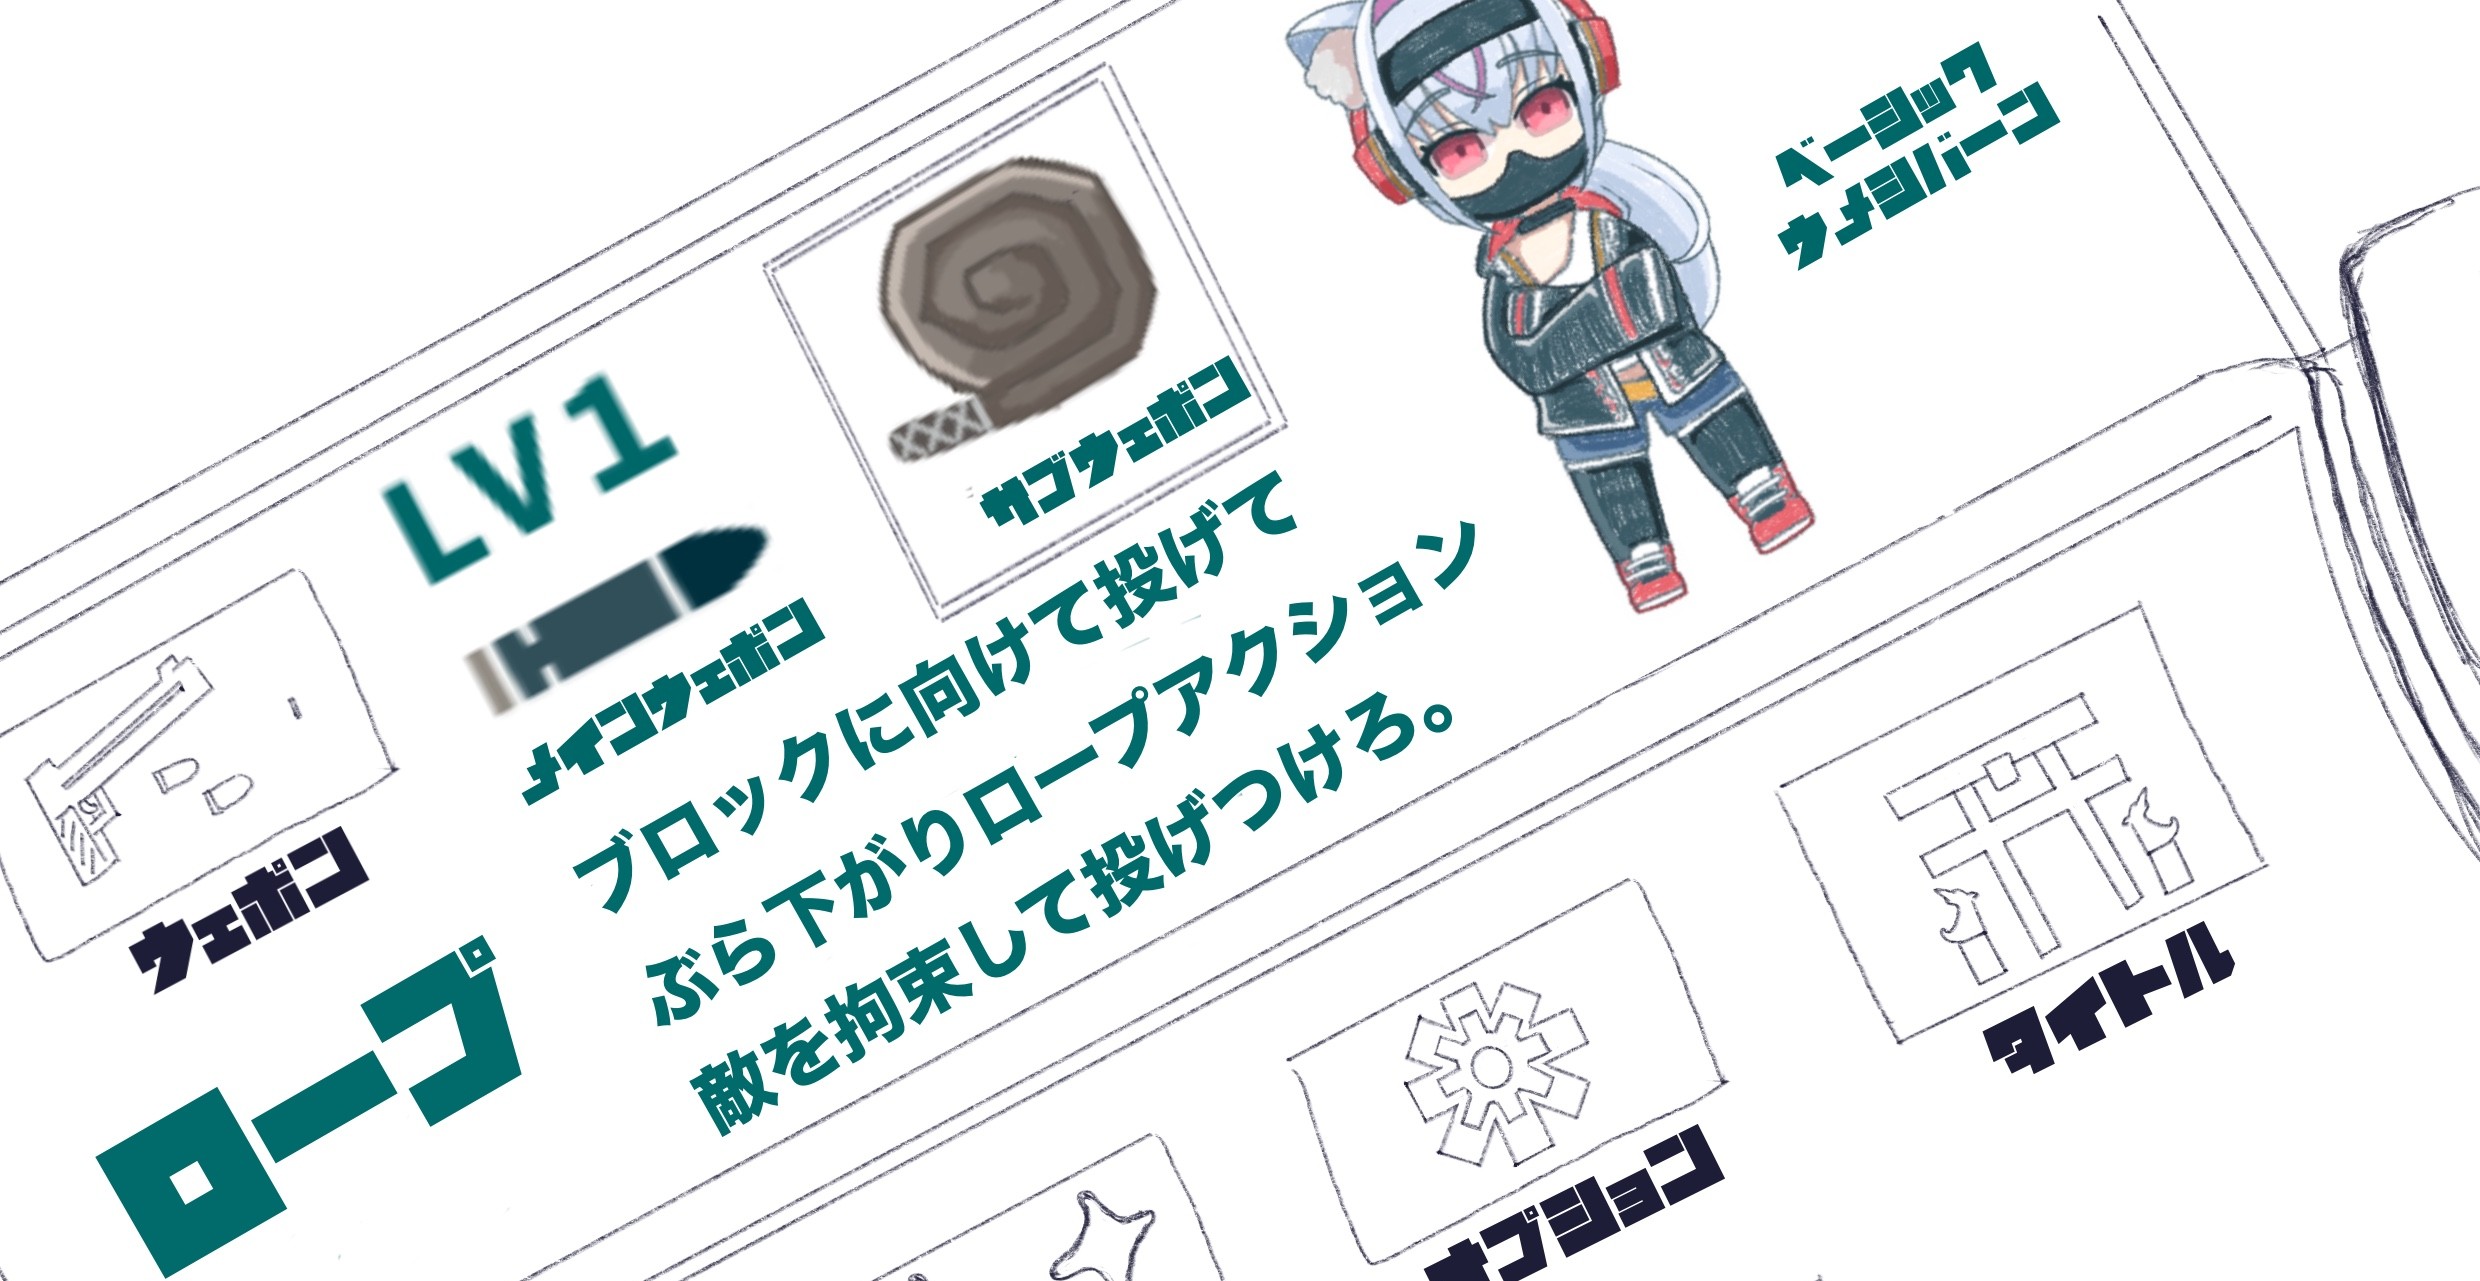 ベーシック
ウメシバーン
サブウェポン
LV1
メインウェポン
ブロックに向けて投げて
ぶら下がりロープアクション
敵を拘束して投げつけろ。
ウェポン
ロープ
タイトル
オプション